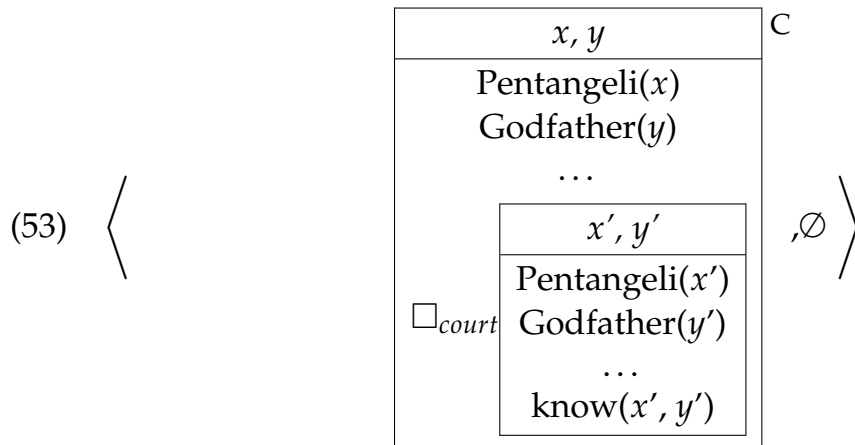 x, y C
Pentangeli(x)
Godfather(y)
…
(53) ⟨ ,∅ ⟩
x', y'
Pentangeli(x')
□court Godfather(y')
…
know(x', y')